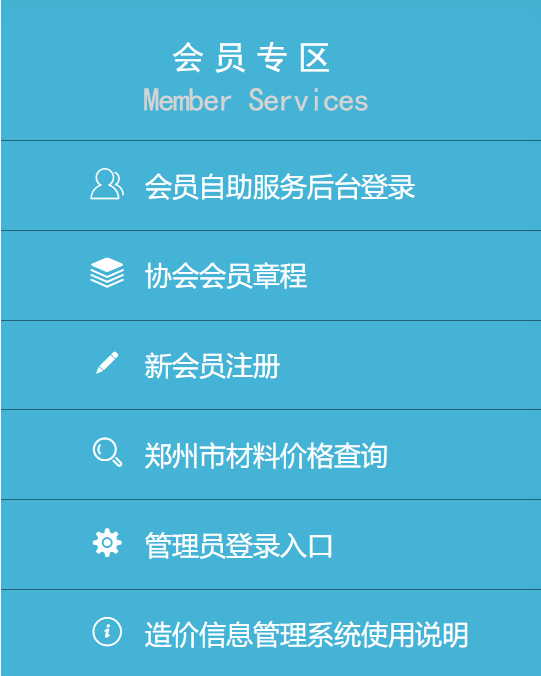 会员专区
Member Services
会员自助服务后台登录
协会会员章程
新会员注册
郑州市材料价格查询
管理员登录入口
造价信息管理系统使用说明